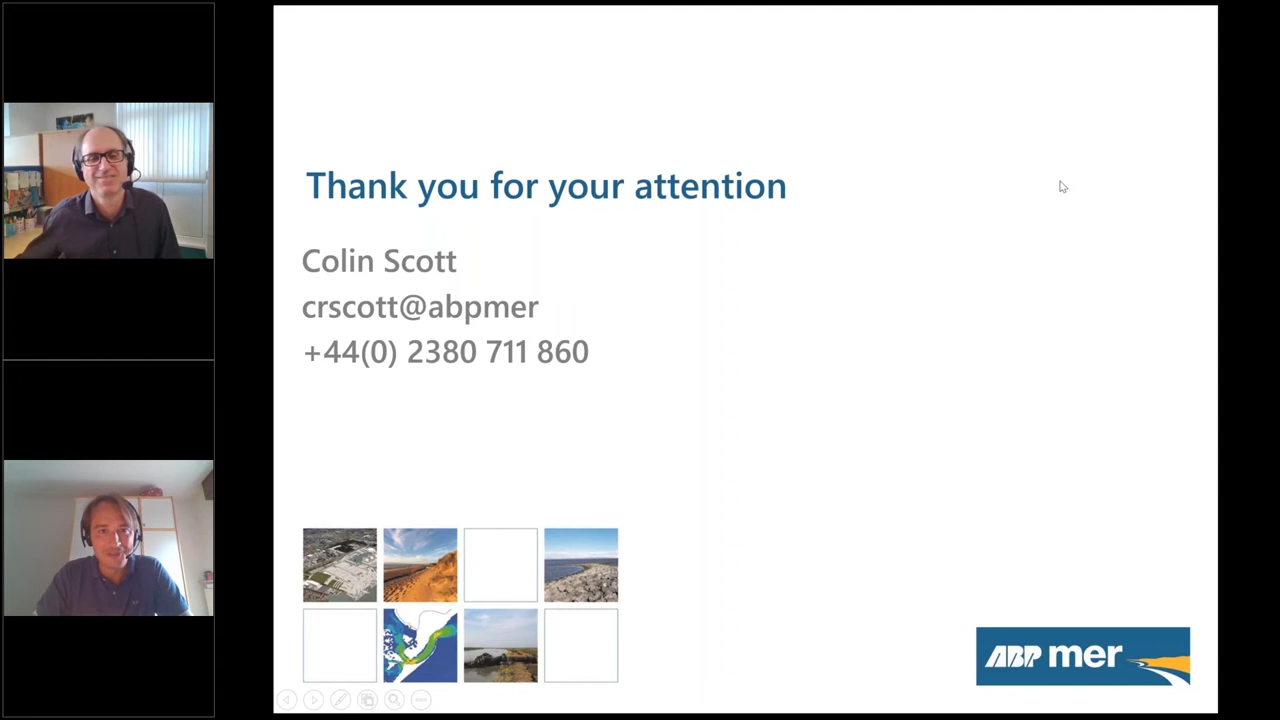 Thank you for your attention
Colin Scott
crscott@abpmer
+44(0) 2380 711 860
ABP mer